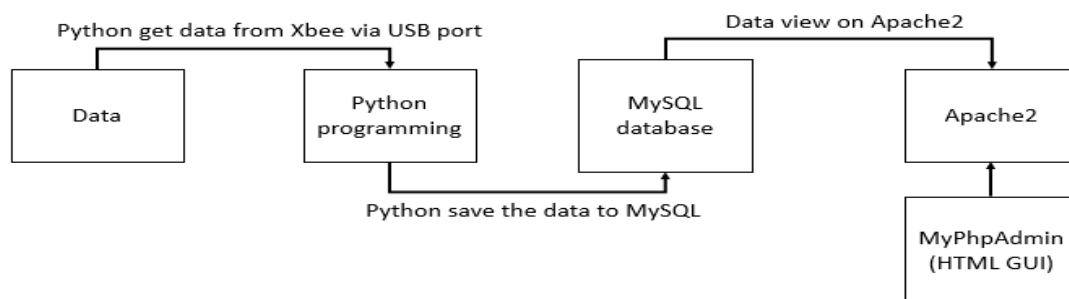 Python get data from Xbee via USB port
Data view on Apache2
Data
Python
programming
MySQL
database
Apache2
Python save the data to MySQL
MyPhpAdmin
(HTML GUI)